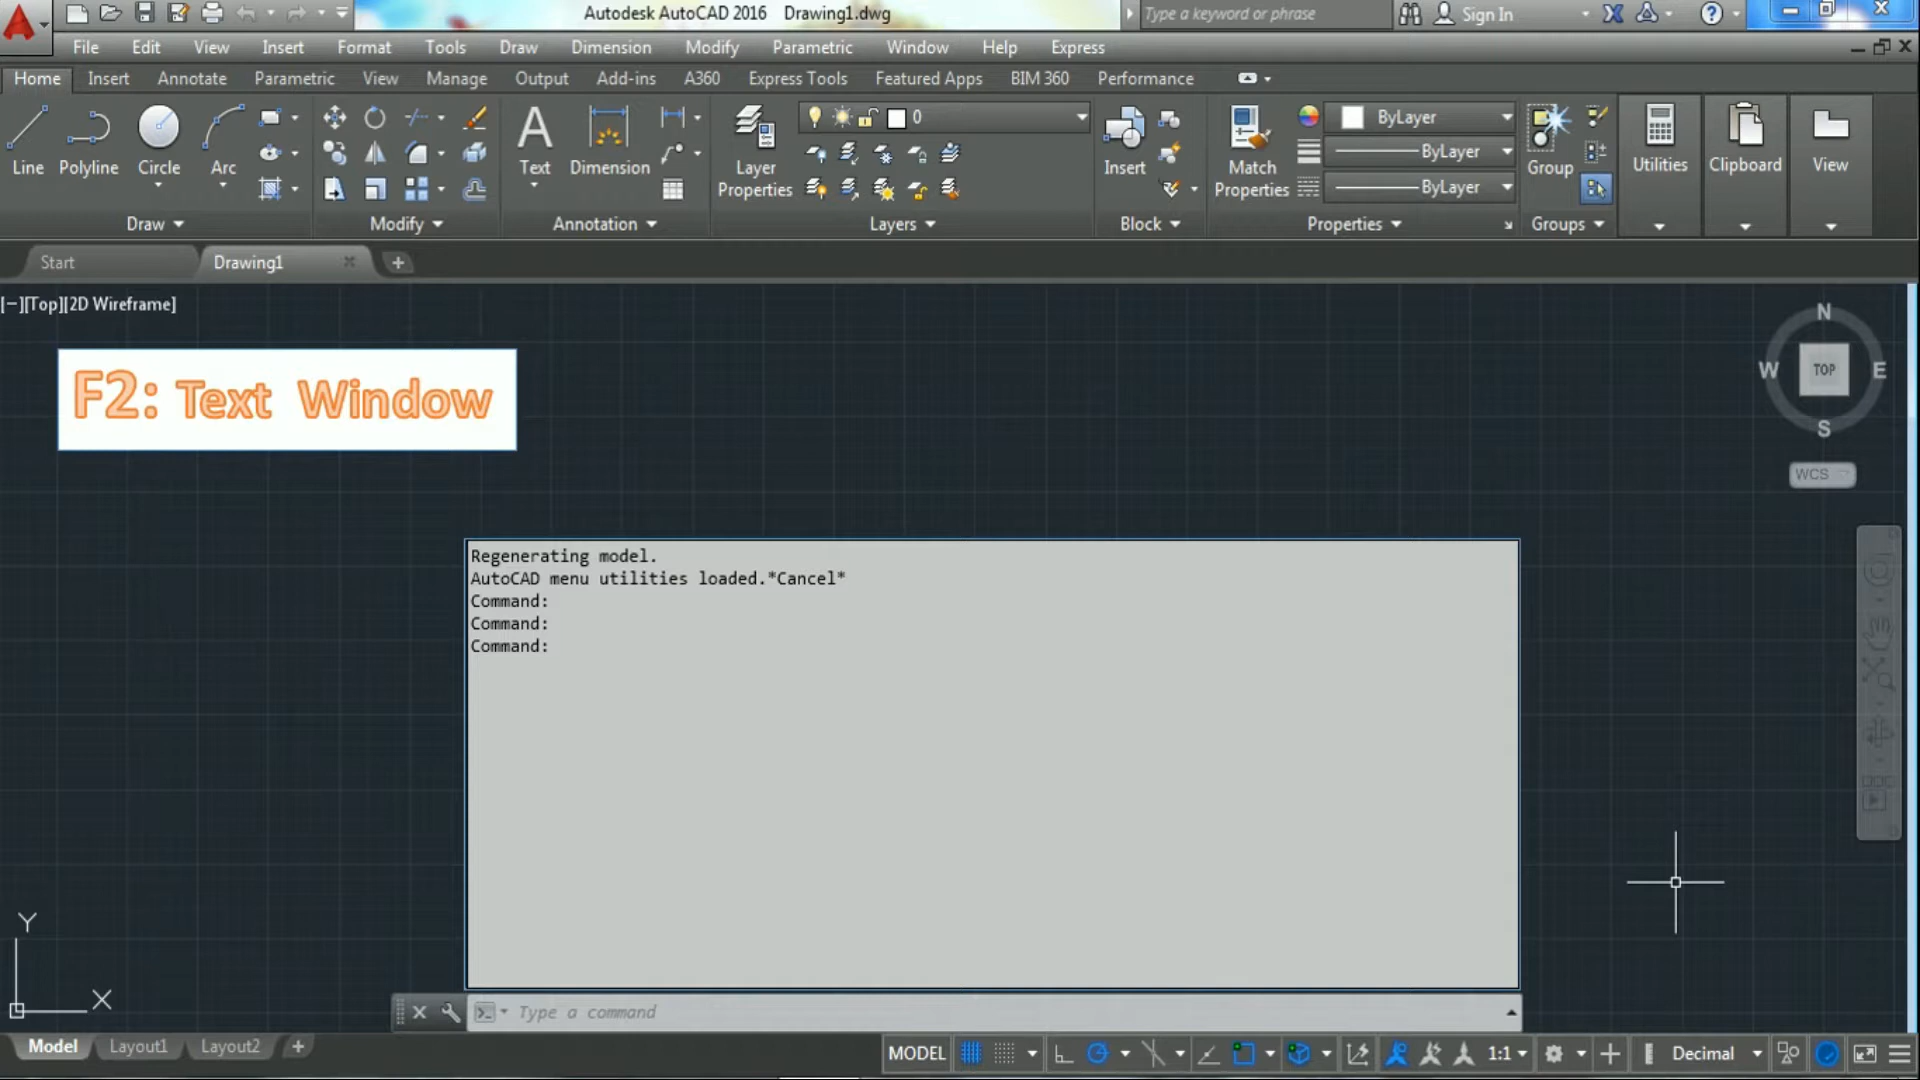 Autodesk AutoCAD 2016 Drawing1.dwg
Type a keyword or phrase
Sign In
File Edit View Insert Format Tools Draw Dimension Modify Parametric Window Help Express
Home Insert Annotate Parametric View Manage Output Add-ins A360 Express Tools Featured Apps BIM 360 Performance
Line
Polyline
Circle
Arc
Text
Dimension
Layer
Properties
0
Insert
Match
Properties
ByLayer
ByLayer
ByLayer
Group
Utilities
Clipboard
View
Draw
Modify
Annotation
Layers
Block
Properties
Groups
Start
Drawing1
[−][Top][2D Wireframe]
F2: Text Window
N
W
TOP
E
S
WCS
Regenerating model.
AutoCAD menu utilities loaded.*Cancel*
Command:
Command:
Command:
Y
X
Type a command
Model
Layout1
Layout2
MODEL
1:1
Decimal